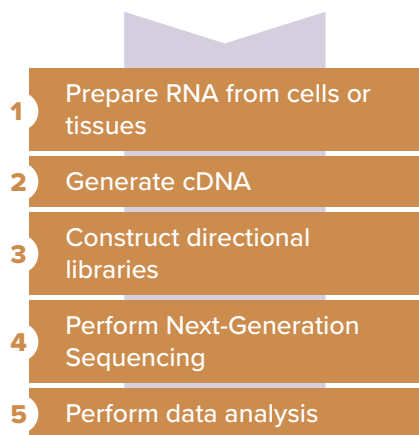 1 Prepare RNA from cells or
tissues
2 Generate cDNA
3 Construct directional
libraries
4 Perform Next-Generation
Sequencing
5 Perform data analysis